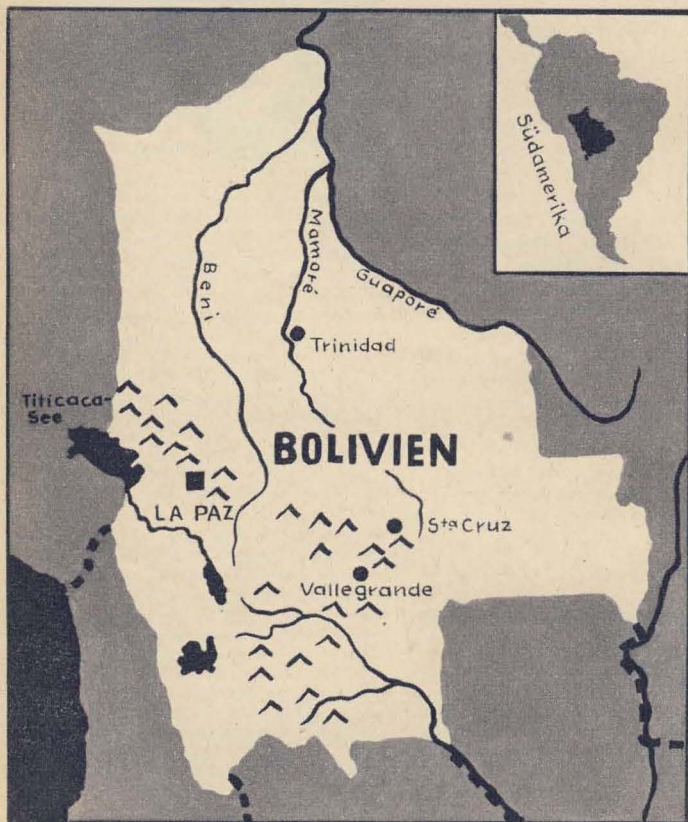 Südamerika
Beni
Mamoré
Guaporé
Trinidad
Titicaca-
See
BOLIVIEN
LA PAZ
Sta Cruz
Vallegrande